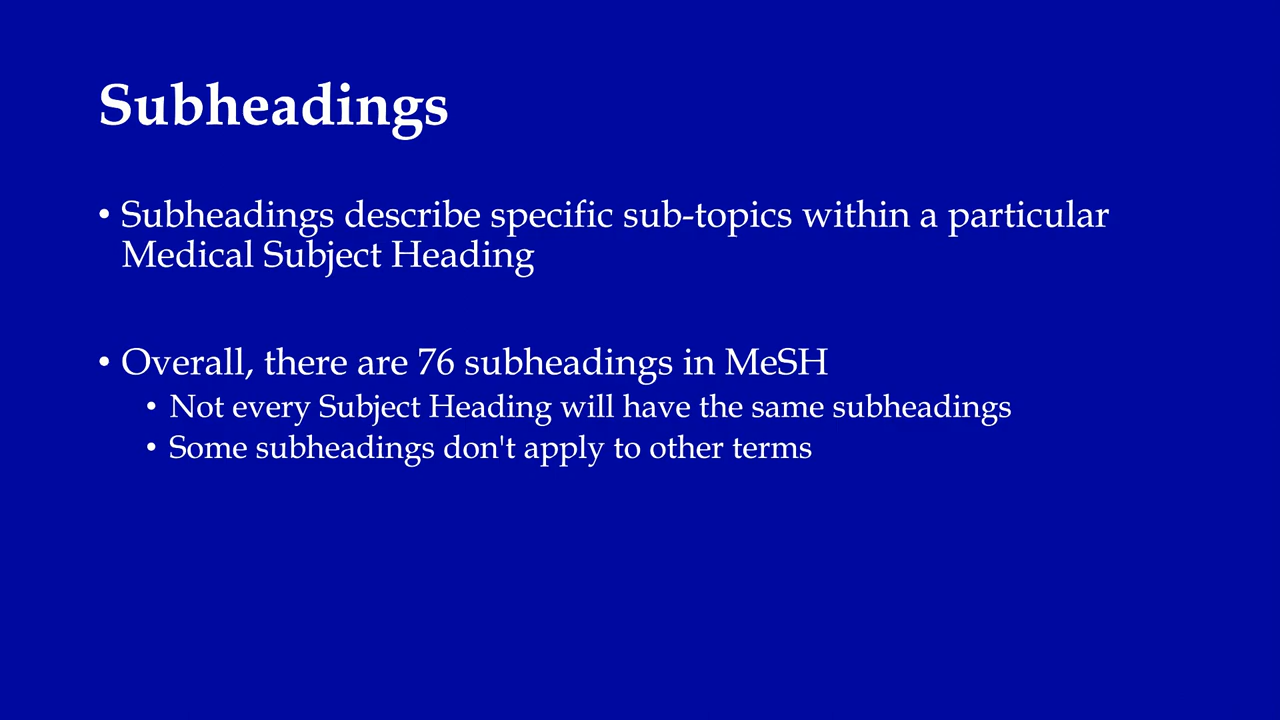 Subheadings
• Subheadings describe specific sub-topics within a particular
Medical Subject Heading
• Overall, there are 76 subheadings in MeSH
• Not every Subject Heading will have the same subheadings
• Some subheadings don't apply to other terms